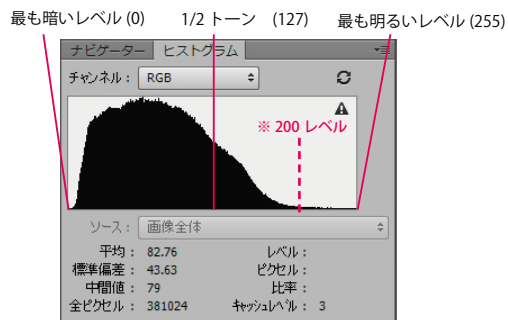 最も暗いレベル (0) 1/2 トーン (127) 最も明るいレベル (255)
ナビゲーター ヒストグラム
チャンネル： RGB
※ 200 レベル
ソース： 画像全体
平均： 82.76 レベル：
標準偏差： 43.63 ピクセル：
中間値： 79 比率：
全ピクセル： 381024 キャッシュレベル： 3